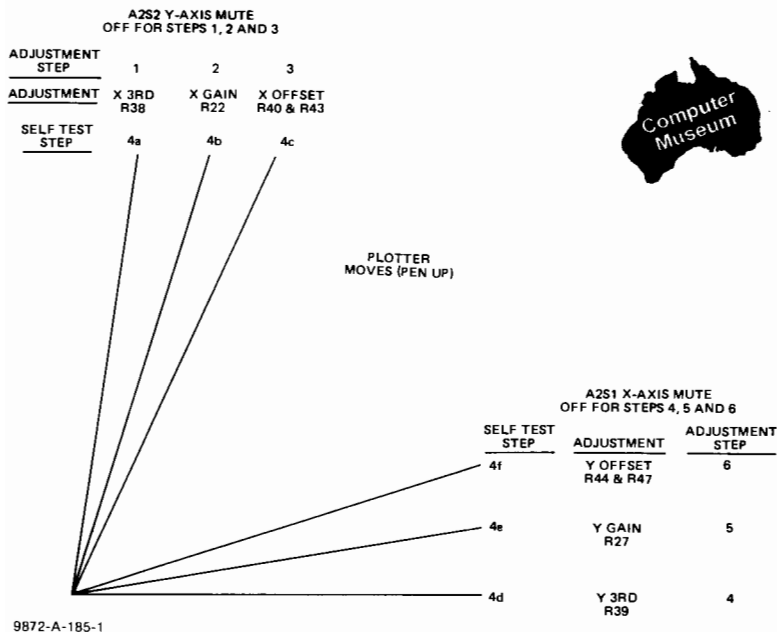 A2S2 Y-AXIS MUTE
OFF FOR STEPS 1, 2 AND 3
ADJUSTMENT
STEP 1 2 3
ADJUSTMENT X 3RD X GAIN X OFFSET
R38 R22 R40 & R43
SELF TEST
STEP 4a 4b 4c
Computer
Museum
PLOTTER
MOVES (PEN UP)
A2S1 X-AXIS MUTE
OFF FOR STEPS 4, 5 AND 6
SELF TEST
STEP ADJUSTMENT ADJUSTMENT
STEP
4f Y OFFSET 6
R44 & R47
4e Y GAIN 5
R27
4d Y 3RD 4
R39
9872-A-185-1